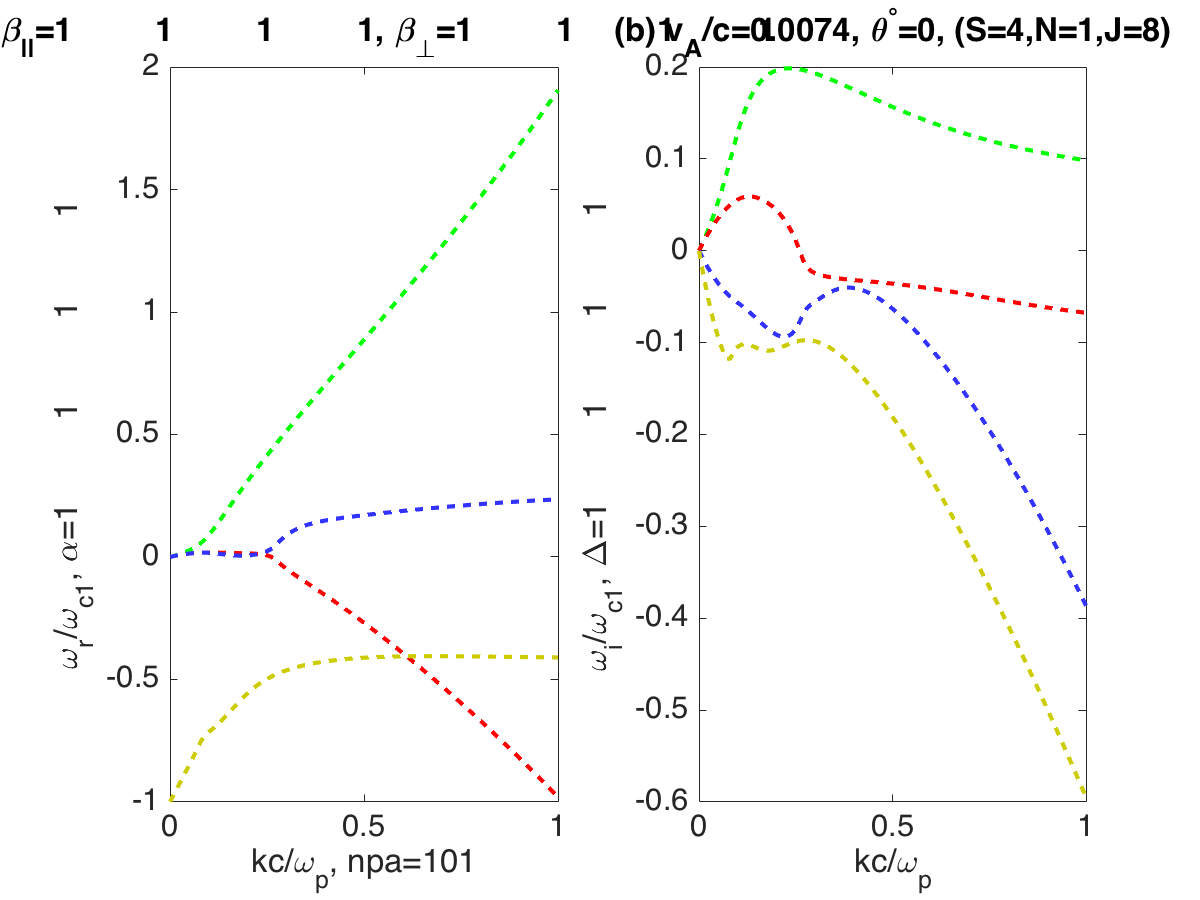 β||=1 1 1 1, β⊥=1 1
(b) v_A/c=0.10074, θ°=0, (S=4,N=1,J=8)
2
1.5
1
0.5
0
-0.5
-1
ω_r/ω_c1, α=1 1 1 1
0 0.5 1
kc/ω_p, npa=101
0.2
0.1
0
-0.1
-0.2
-0.3
-0.4
-0.5
-0.6
ω_i/ω_c1, Δ=1 1 1 1
0 0.5 1
kc/ω_p